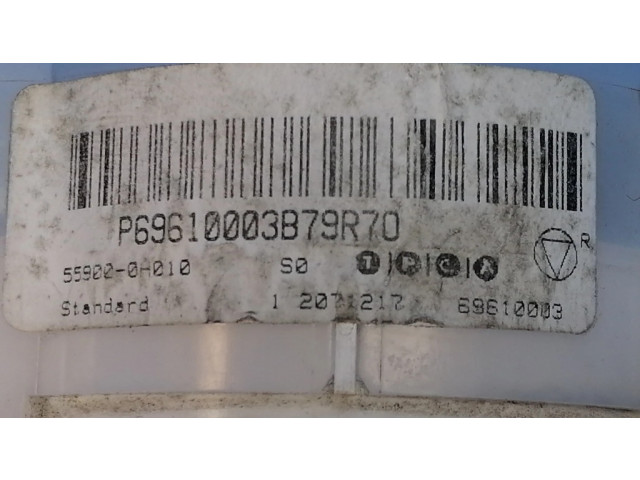 P69610003B79R70
R
55900-0H010 S0 T P C A
Standard 1 2071217 69610003